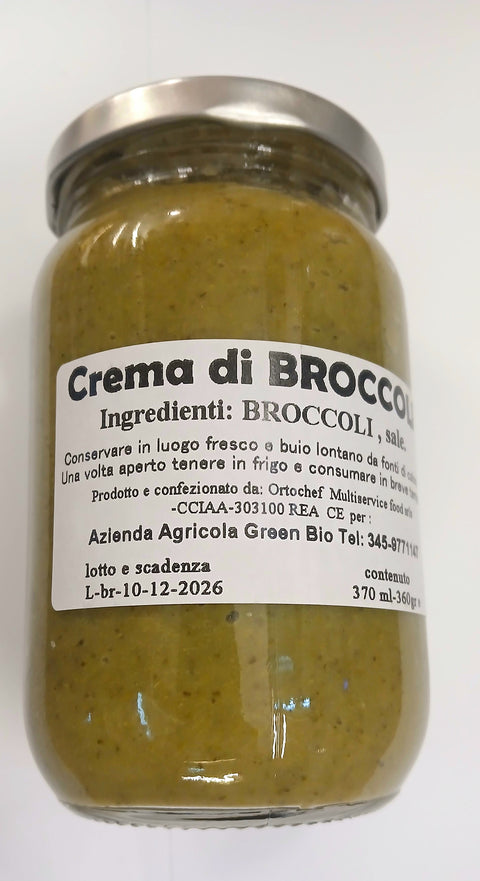 Crema di BROCCOLI
Ingredienti: BROCCOLI , sale.
Conservare in luogo fresco e buio lontano da fonti di
Una volta aperto tenere in frigo e consumare in breve
Prodotto e confezionato da: Ortochef Multiservice food
-CCIAA-303100 REA CE per :
Azienda Agricola Green Bio Tel: 345-9771147
lotto e scadenza
L-br-10-12-2026
contenuto
370 ml-360gr e